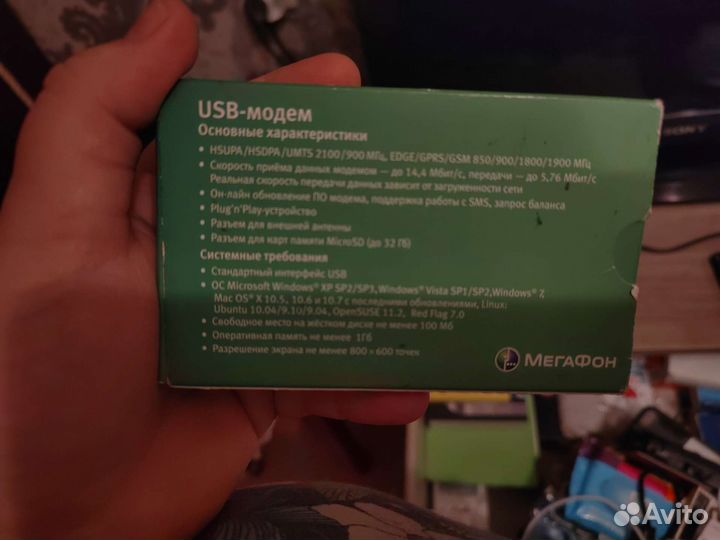 USB-модем
Основные характеристики
• HSUPA/HSDPA/UMTS 2100/900 МГц, EDGE/GPRS/GSM 850/900/1800/1900 МГц
• Скорость приёма данных модемом — до 14,4 Мбит/с, передачи — до 5,76 Мбит/с
Реальная скорость передачи данных зависит от загруженности сети
• Он-лайн обновление ПО модема, поддержка работы с SMS, запрос баланса
• Plug'n'Play-устройство
• Разъем для внешней антенны
• Разъем для карт памяти MicroSD (до 32 Гб)
Системные требования
• Стандартный интерфейс USB
• ОС Microsoft Windows® XP SP2/SP3, Windows® Vista SP1/SP2, Windows® 7,
Mac OS® X 10.5, 10.6 и 10.7 с последними обновлениями, Linux:
Ubuntu 10.04/9.10/9.04, OpenSUSE 11.2, Red Flag 7.0
• Свободное место на жёстком диске не менее 100 Мб
• Оперативная память не менее 1Гб
• Разрешение экрана не менее 800 × 600 точек
МЕГАФОН
SONY
Avito